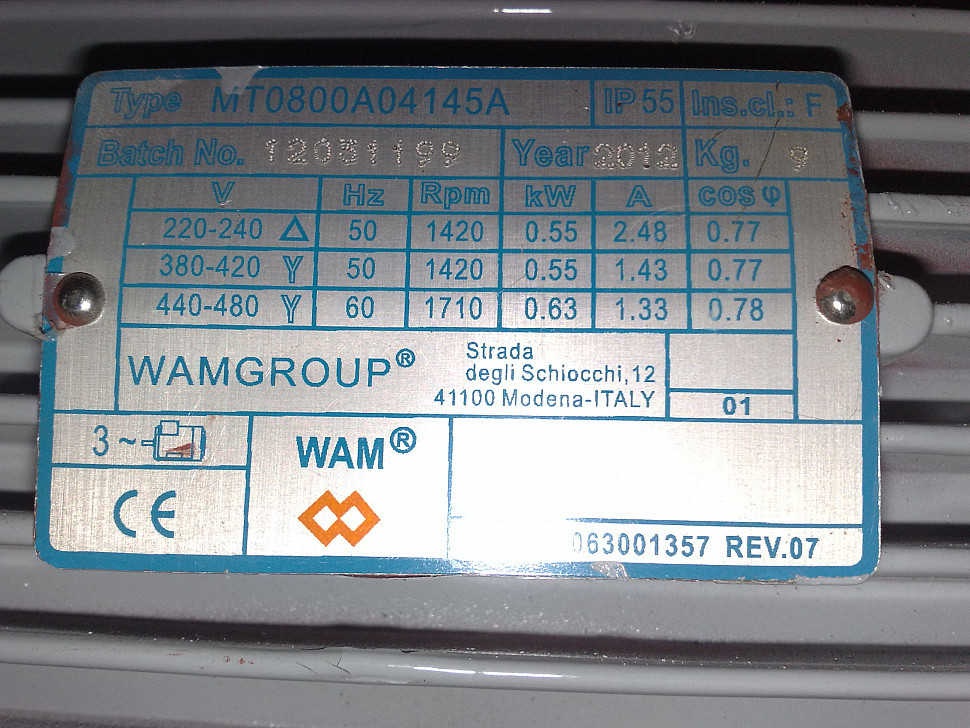 Type MT0800A04145A IP 55 Ins.cl.: F
Batch No. 12031199 Year 2012 Kg. 9
V Hz Rpm kW A cos φ
220-240 Δ 50 1420 0.55 2.48 0.77
380-420 Y 50 1420 0.55 1.43 0.77
440-480 Y 60 1710 0.63 1.33 0.78
WAMGROUP®
Strada
degli Schiocchi,12
41100 Modena-ITALY
01
3~
WAM®
CE
063001357 REV.07